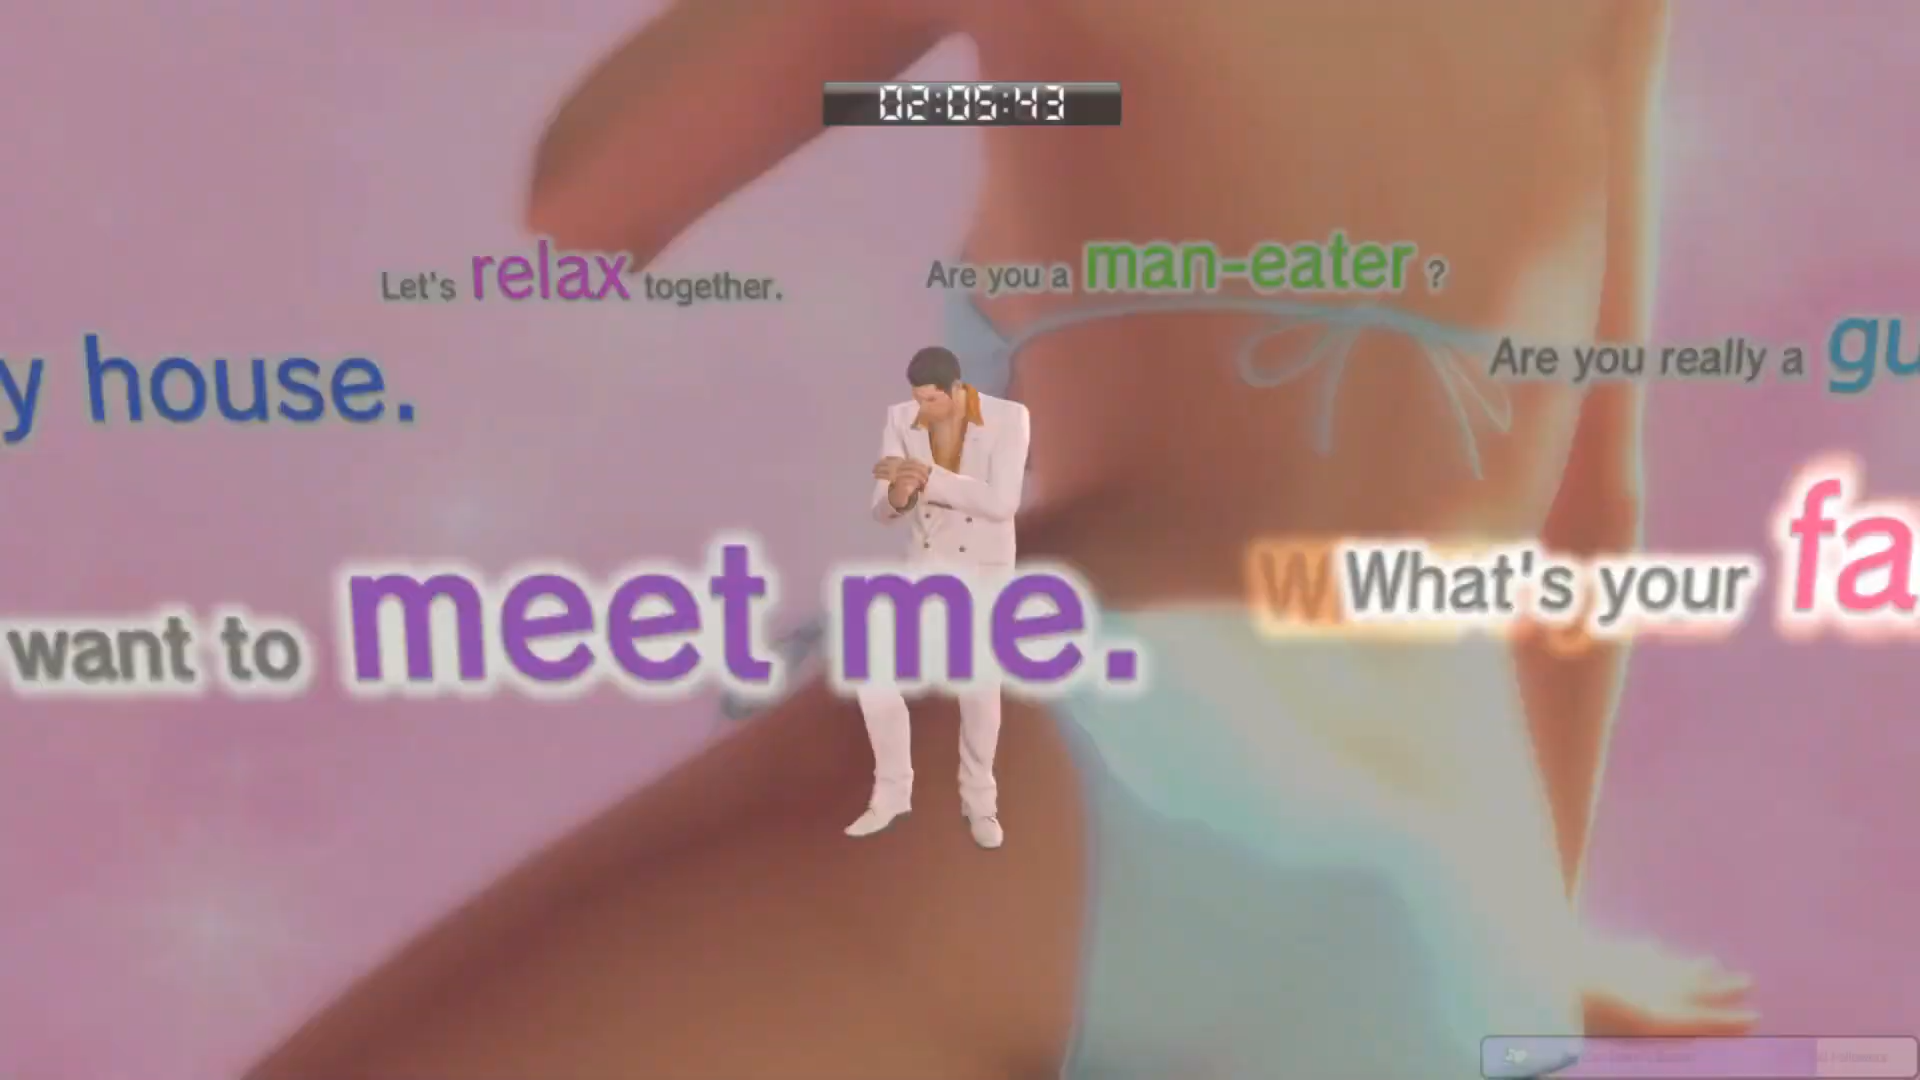 02:05:43
Let's relax together.
Are you a man-eater ?
y house.
Are you really a gu
want to meet me.
What's your fa
Followers